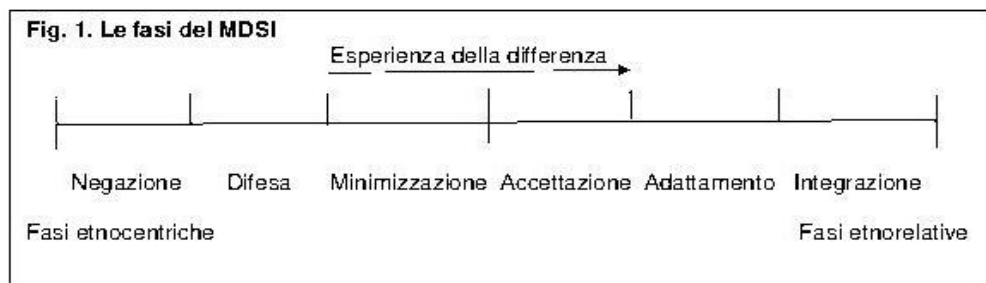 Fig. 1. Le fasi del MDSI
Esperienza della differenza
Negazione Difesa Minimizzazione Accettazione Adattamento Integrazione
Fasi etnocentriche Fasi etnorelative